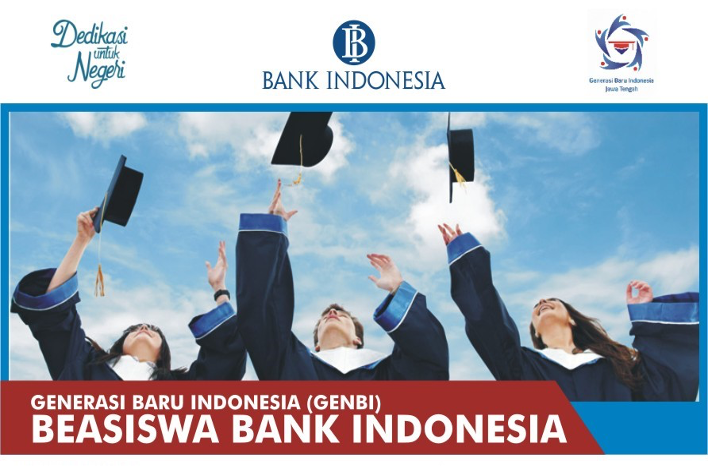 Dedikasi
untuk
Negeri
BANK INDONESIA
Generasi Baru Indonesia
Jawa Tengah
GENERASI BARU INDONESIA (GENBI)
BEASISWA BANK INDONESIA